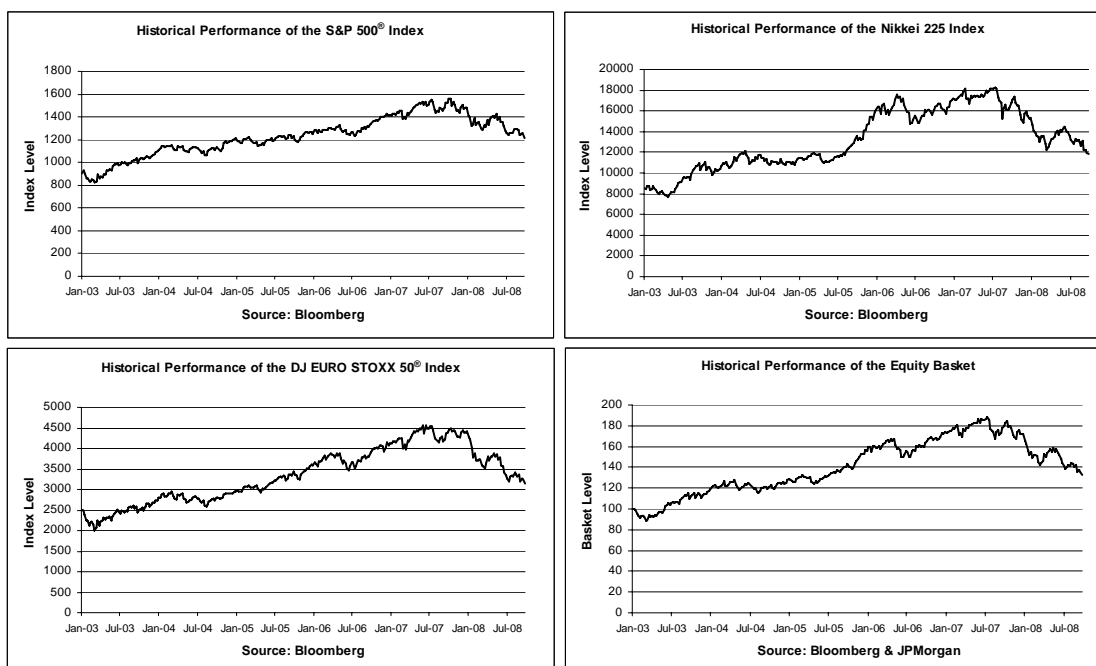 Historical Performance of the S&P 500® Index
Index Level
1800
1600
1400
1200
1000
800
600
400
200
0
Jan-03 Jul-03 Jan-04 Jul-04 Jan-05 Jul-05 Jan-06 Jul-06 Jan-07 Jul-07 Jan-08 Jul-08
Source: Bloomberg
Historical Performance of the Nikkei 225 Index
Index Level
20000
18000
16000
14000
12000
10000
8000
6000
4000
2000
0
Jan-03 Jul-03 Jan-04 Jul-04 Jan-05 Jul-05 Jan-06 Jul-06 Jan-07 Jul-07 Jan-08 Jul-08
Source: Bloomberg
Historical Performance of the DJ EURO STOXX 50® Index
Index Level
5000
4500
4000
3500
3000
2500
2000
1500
1000
500
0
Jan-03 Jul-03 Jan-04 Jul-04 Jan-05 Jul-05 Jan-06 Jul-06 Jan-07 Jul-07 Jan-08 Jul-08
Source: Bloomberg
Historical Performance of the Equity Basket
Basket Level
200
180
160
140
120
100
80
60
40
20
0
Jan-03 Jul-03 Jan-04 Jul-04 Jan-05 Jul-05 Jan-06 Jul-06 Jan-07 Jul-07 Jan-08 Jul-08
Source: Bloomberg & JPMorgan